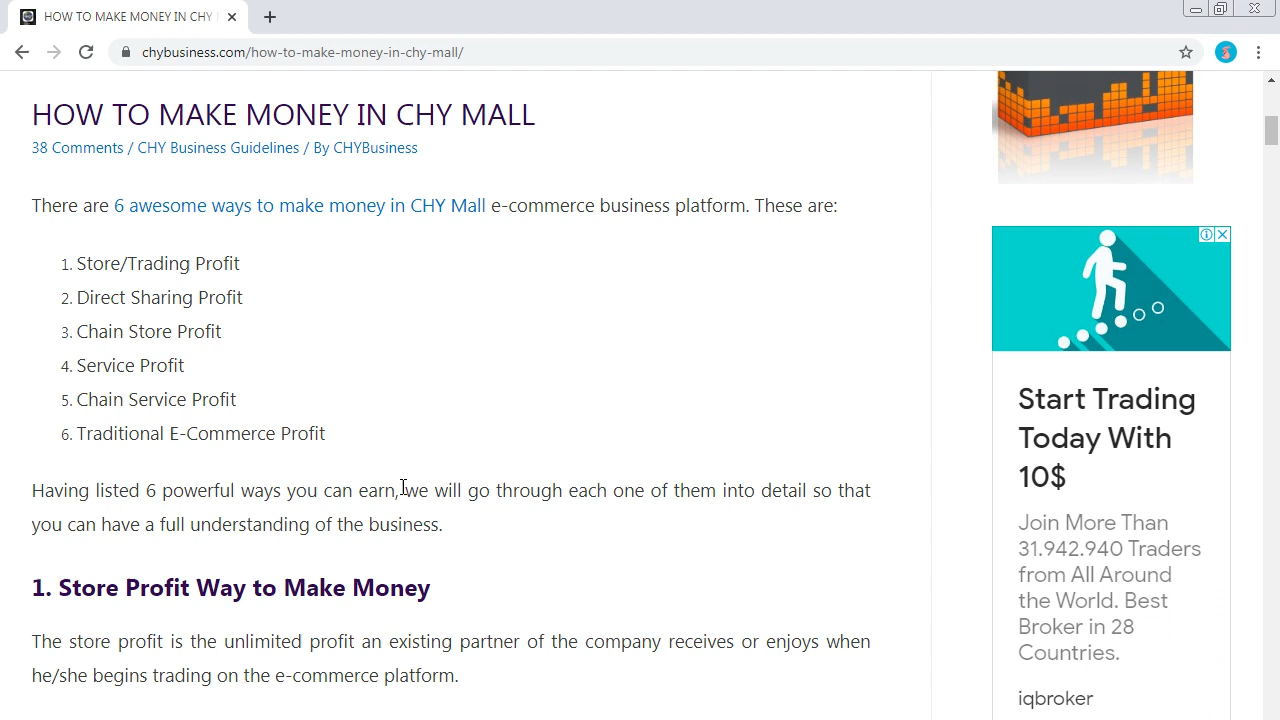 HOW TO MAKE MONEY IN CHY
chybusiness.com/how-to-make-money-in-chy-mall/
HOW TO MAKE MONEY IN CHY MALL
38 Comments / CHY Business Guidelines / By CHYBusiness
There are 6 awesome ways to make money in CHY Mall e-commerce business platform. These are:
1. Store/Trading Profit
2. Direct Sharing Profit
3. Chain Store Profit
4. Service Profit
5. Chain Service Profit
6. Traditional E-Commerce Profit
Having listed 6 powerful ways you can earn, we will go through each one of them into detail so that
you can have a full understanding of the business.
1. Store Profit Way to Make Money
The store profit is the unlimited profit an existing partner of the company receives or enjoys when
he/she begins trading on the e-commerce platform.
Start Trading
Today With
10$
Join More Than
31.942.940 Traders
from All Around
the World. Best
Broker in 28
Countries.
iqbroker